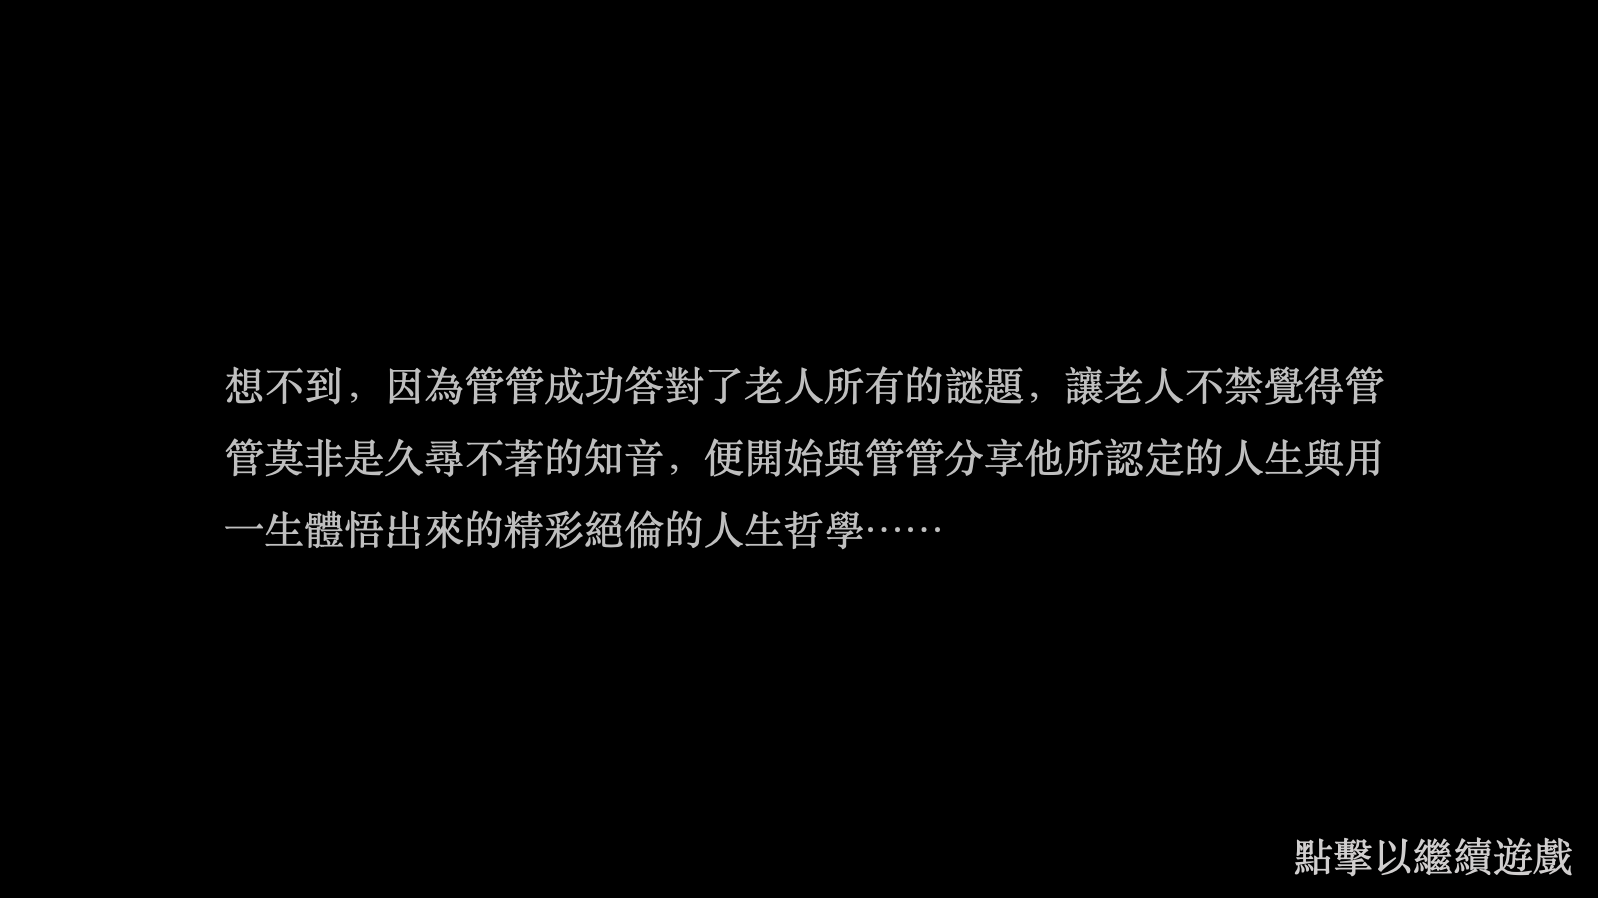 想不到，因為管管成功答對了老人所有的謎題，讓老人不禁覺得管
管莫非是久尋不著的知音，便開始與管管分享他所認定的人生與用
一生體悟出來的精彩絕倫的人生哲學⋯⋯
點擊以繼續遊戲